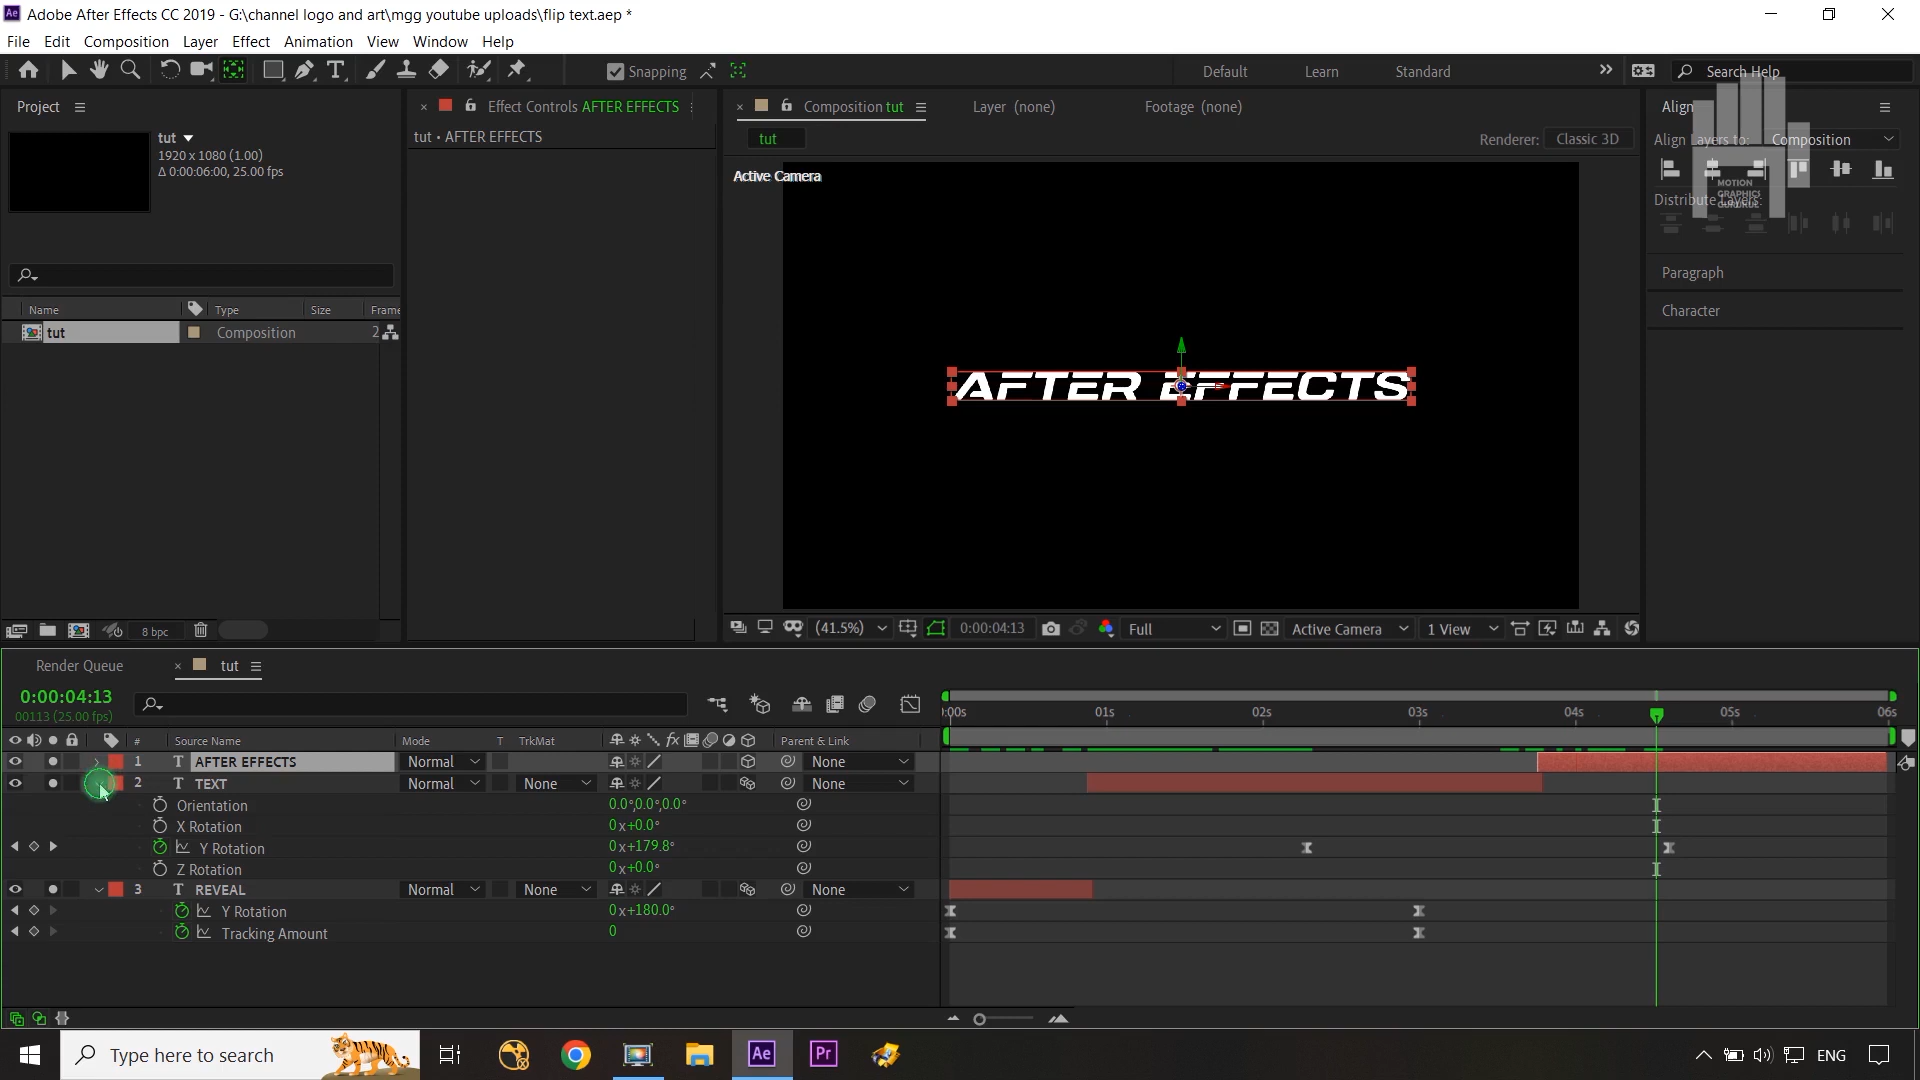 Adobe After Effects CC 2019 - G:\channel logo and art\mgg youtube uploads\flip text.aep *
File Edit Composition Layer Effect Animation View Window Help
Snapping Default Learn Standard Search Help
Project Effect Controls AFTER EFFECTS Composition tut Layer (none) Footage (none) Align
tut
1920 x 1080 (1.00)
Δ 0:00:06:00, 25.00 fps
tut • AFTER EFFECTS
tut
Renderer: Classic 3D
Align Layers to: Composition
Active Camera
MOTION
GRAPHICS
GURUKUL
Distribute Layers:
Paragraph
Character
Name Type Size Frame
tut Composition 2
AFTER EFFECTS
8 bpc
(41.5%) 0:00:04:13 Full Active Camera 1 View
Render Queue tut
0:00:04:13
00113 (25.00 fps)
:00s 01s 02s 03s 04s 05s 06s
# Source Name Mode T TrkMat Parent & Link
1 T AFTER EFFECTS Normal None
2 T TEXT Normal None None
Orientation 0.0°,0.0°,0.0°
X Rotation 0x+0.0°
Y Rotation 0x+179.8°
Z Rotation 0x+0.0°
3 T REVEAL Normal None None
Y Rotation 0x+180.0°
Tracking Amount 0
Type here to search Ae Pr ENG